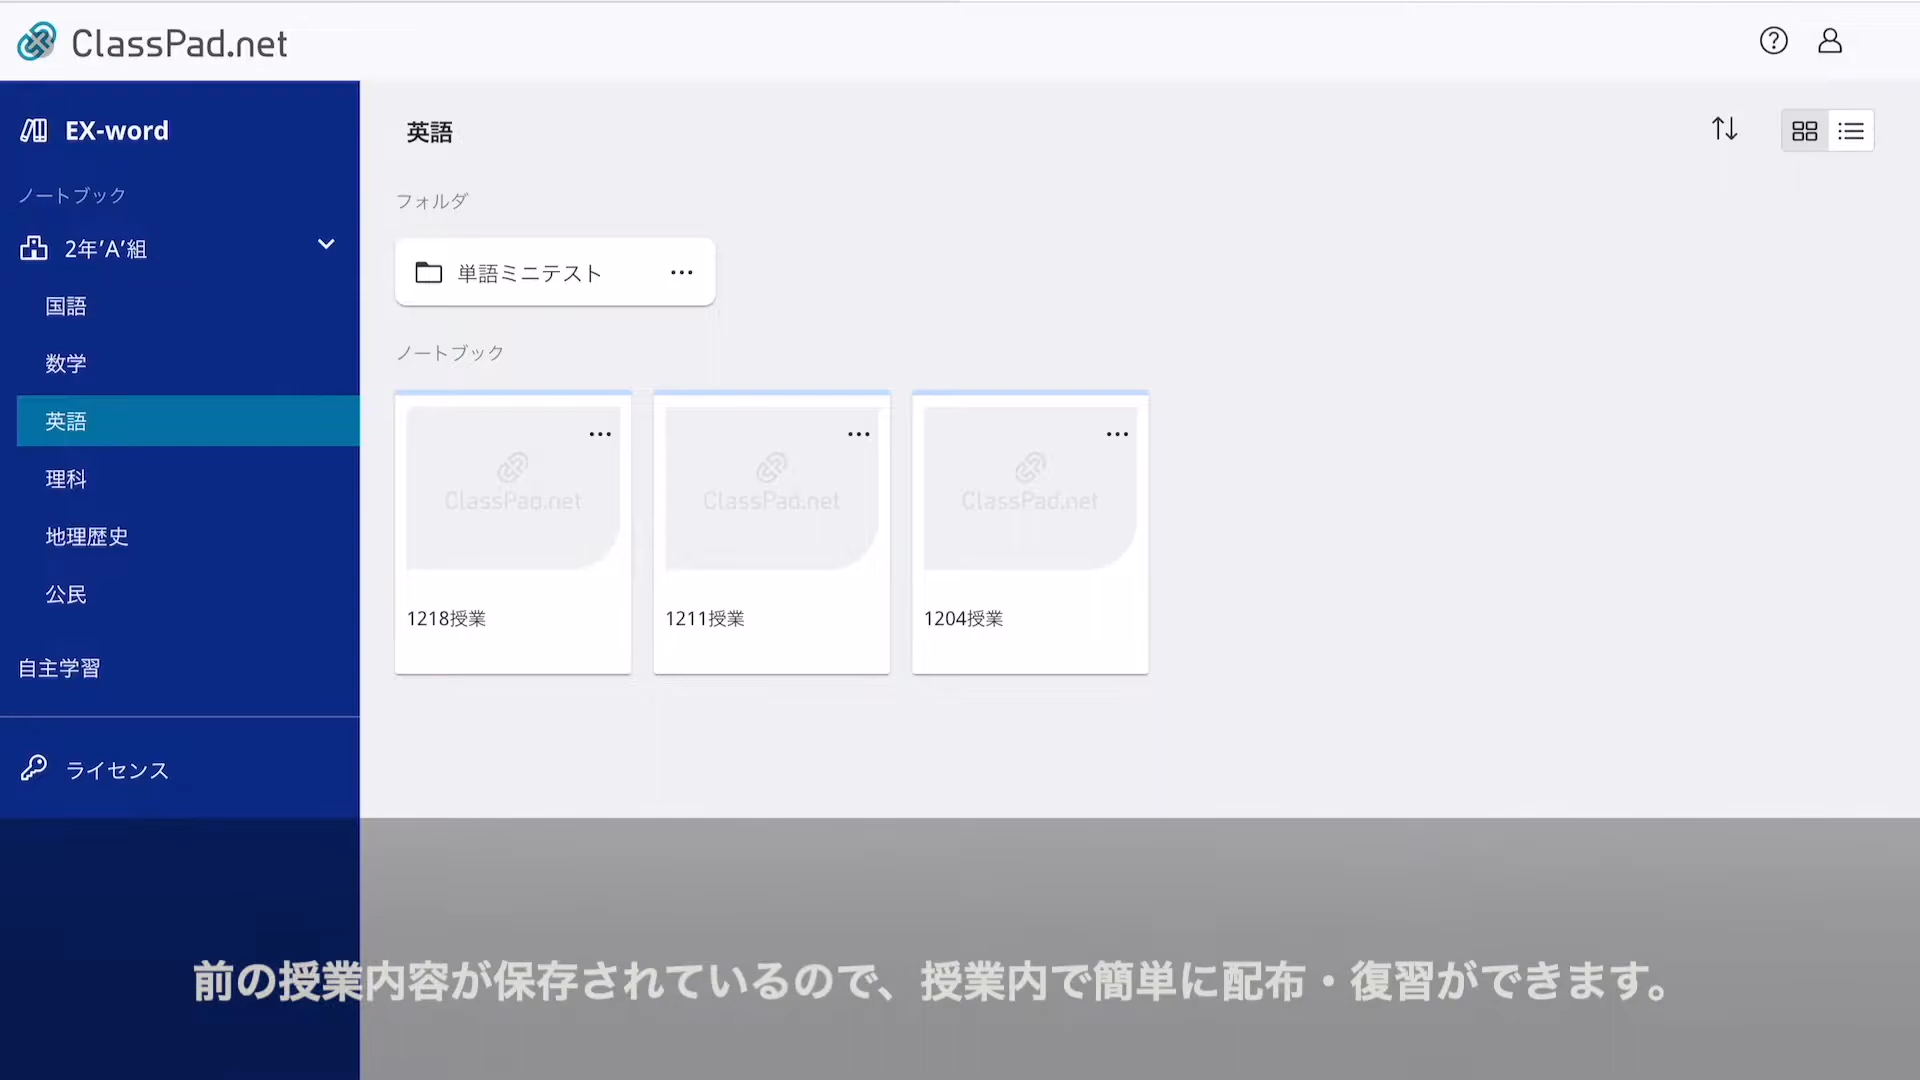 ClassPad.net
EX-word
ノートブック
2年’A’組
国語
数学
英語
理科
地理歴史
公民
自主学習
ライセンス
英語
フォルダ
単語ミニテスト
ノートブック
ClassPad.net
ClassPad.net
ClassPad.net
1218授業
1211授業
1204授業
前の授業内容が保存されているので、授業内で簡単に配布・復習ができます。